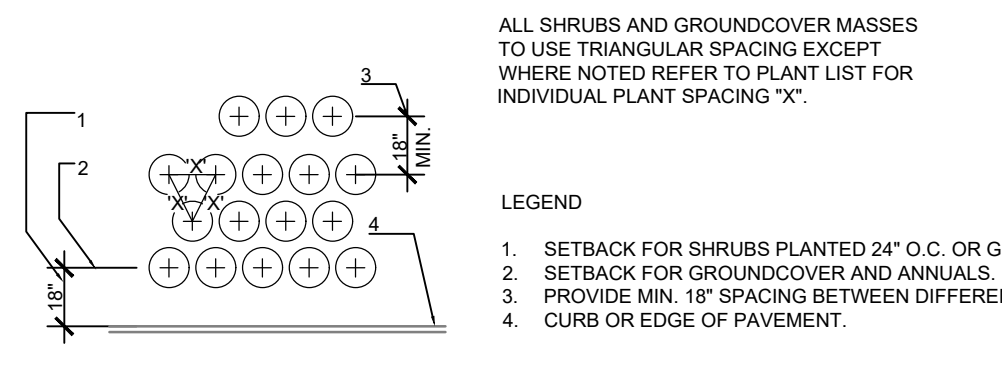 ALL SHRUBS AND GROUNDCOVER MASSES
TO USE TRIANGULAR SPACING EXCEPT
WHERE NOTED REFER TO PLANT LIST FOR
INDIVIDUAL PLANT SPACING "X".
3
1
18"
MIN.
2
'X'
'X'
'X'
4
18"
LEGEND
1. SETBACK FOR SHRUBS PLANTED 24" O.C. OR G
2. SETBACK FOR GROUNDCOVER AND ANNUALS.
3. PROVIDE MIN. 18" SPACING BETWEEN DIFFERE
4. CURB OR EDGE OF PAVEMENT.